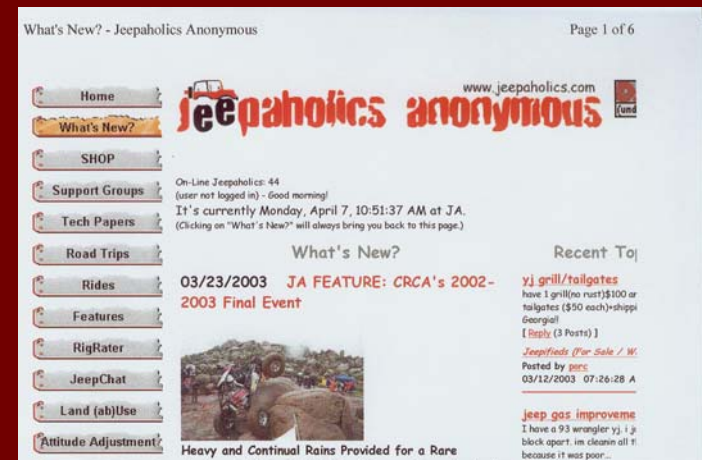 What's New? - Jeepaholics Anonymous
Page 1 of 6
Home
What's New?
SHOP
Support Groups
Tech Papers
Road Trips
Rides
Features
RigRater
JeepChat
Land (ab)Use
Attitude Adjustment
www.jeepaholics.com
jeepaholics anonymous
On-Line Jeepaholics: 44
(user not logged in) - Good morning!
It's currently Monday, April 7, 10:51:37 AM at JA.
(Clicking on "What's New?" will always bring you back to this page.)
What's New?
03/23/2003 JA FEATURE: CRCA's 2002-
2003 Final Event
Heavy and Continual Rains Provided for a Rare
Recent To
yj grill/tailgates
have 1 grill(no rust)$100 ar
tailgates ($50 each)+shippi
Georgia!!
[ Reply (3 Posts) ]
Jeepifieds (For Sale / W
Posted by porc
03/12/2003 07:26:28 A
jeep gas improveme
I have a 93 wrangler yj. i j
block apart. im cleanin all t
because it was poor...